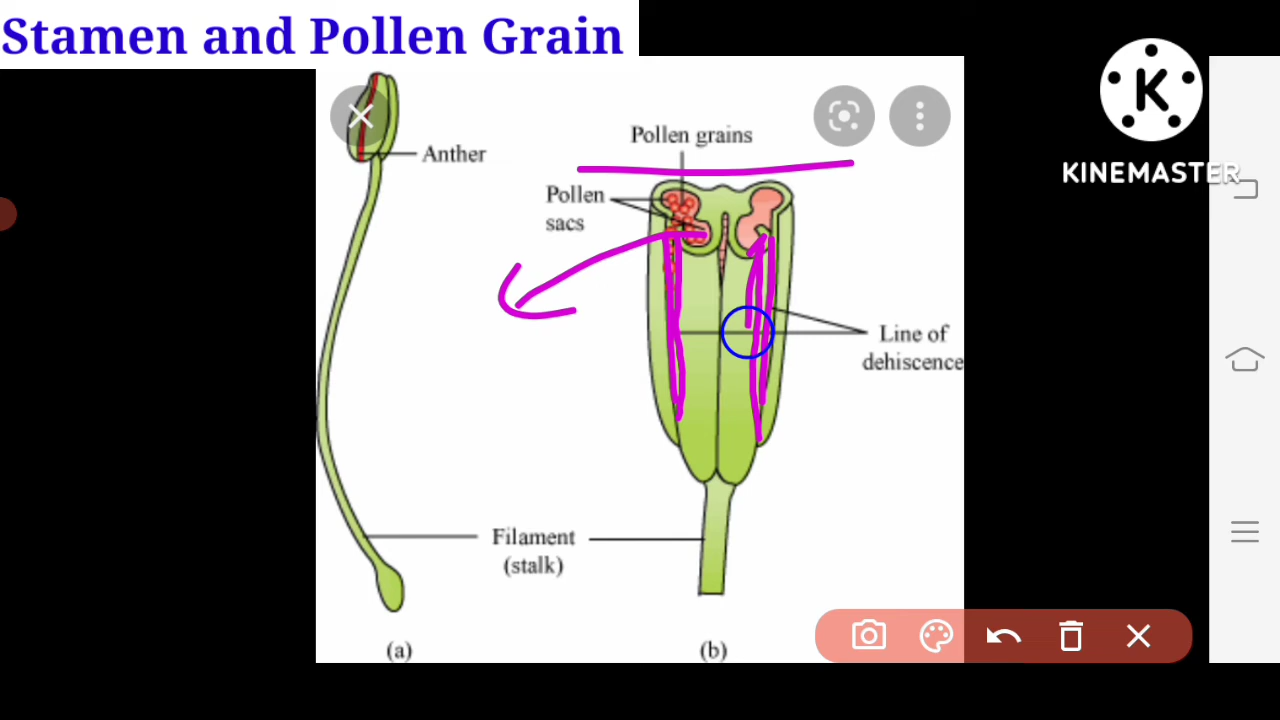 Stamen and Pollen Grain
K
KINEMASTER
Pollen grains
Anther
Pollen
sacs
Line of
dehiscence
Filament
(stalk)
(a)
(b)